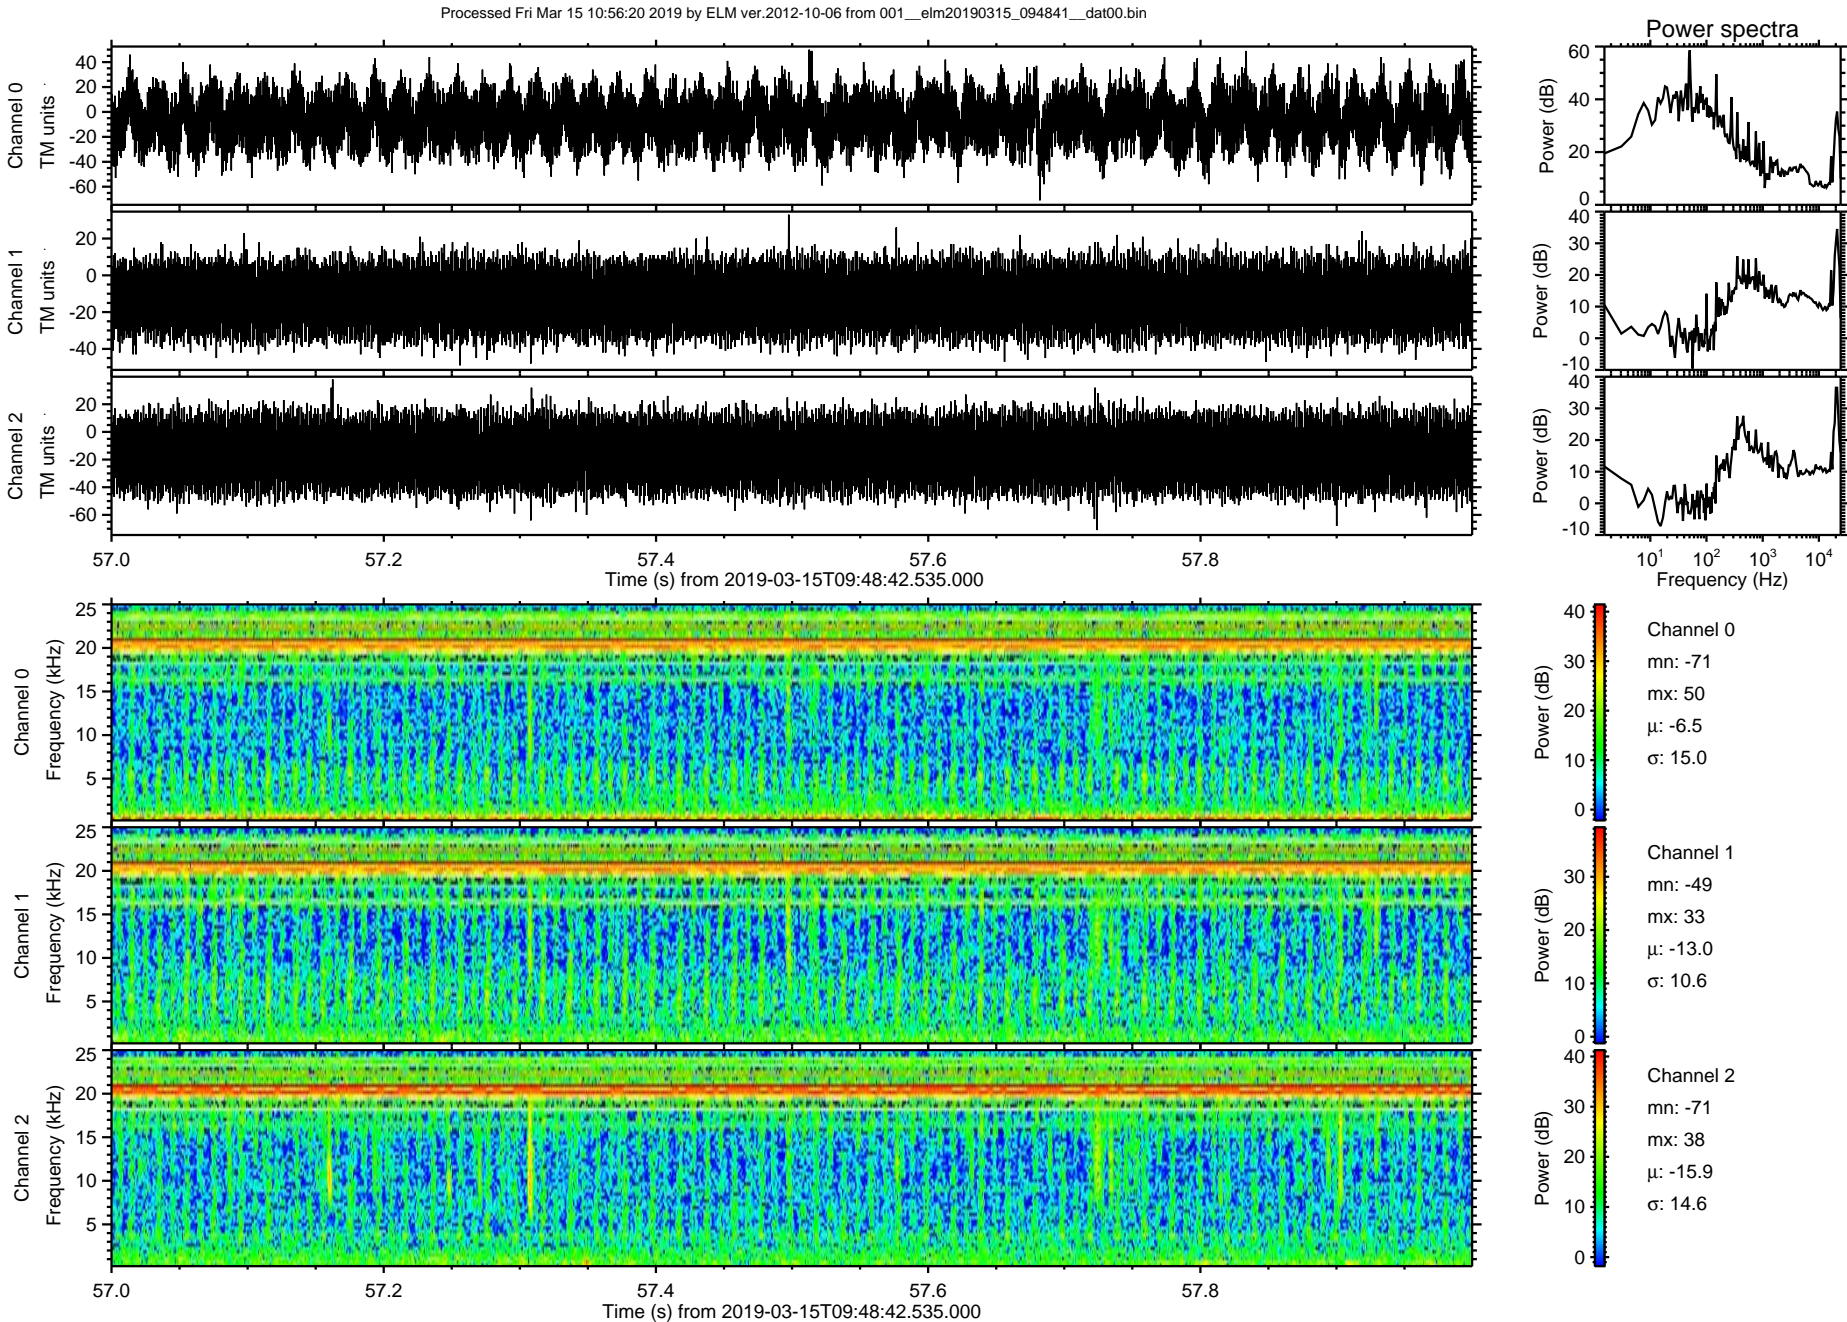 Processed Fri Mar 15 10:56:20 2019 by ELM ver.2012-10-06 from 001__elm20190315_094841__dat00.bin
Power spectra
Channel 0
TM units
40
20
0
-20
-40
-60
Power (dB)
60
40
20
0
Channel 1
TM units
20
0
-20
-40
Power (dB)
40
30
20
10
0
-10
Channel 2
TM units
20
0
-20
-40
-60
Power (dB)
40
30
20
10
0
-10
57.0 57.2 57.4 57.6 57.8
Time (s) from 2019-03-15T09:48:42.535.000
10¹ 10² 10³ 10⁴
Frequency (Hz)
Channel 0
Frequency (kHz)
25
20
15
10
5
Power (dB)
40
30
20
10
0
Channel 0
mn: -71
mx: 50
μ: -6.5
σ: 15.0
Channel 1
Frequency (kHz)
25
20
15
10
5
Power (dB)
30
20
10
0
Channel 1
mn: -49
mx: 33
μ: -13.0
σ: 10.6
Channel 2
Frequency (kHz)
25
20
15
10
5
Power (dB)
40
30
20
10
0
Channel 2
mn: -71
mx: 38
μ: -15.9
σ: 14.6
57.0 57.2 57.4 57.6 57.8
Time (s) from 2019-03-15T09:48:42.535.000